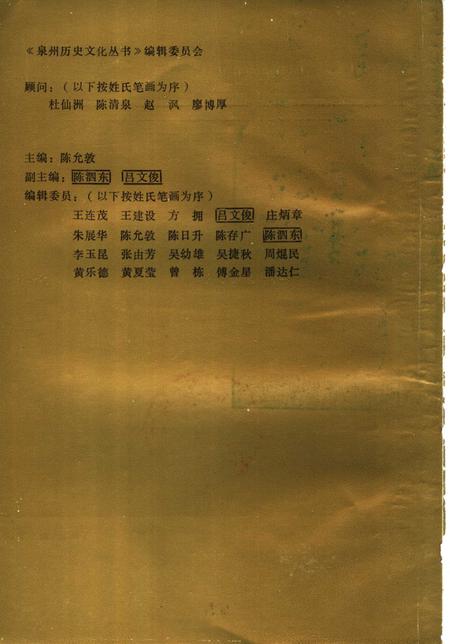 《泉州历史文化丛书》编辑委员会
顾问:(以下按姓氏笔画为序)
杜仙洲 陈清泉 赵 沨 廖博厚
主编:陈允敦
副主编:陈泗东 吕文俊
编辑委员:(以下按姓氏笔画为序)
王连茂 王建设 方 拥 吕文俊 庄炳章
朱展华 陈允敦 陈日升 陈存广 陈泗东
李玉昆 张由芳 吴幼雄 吴捷秋 周焜民
黄乐德 黄夏莹 曾 栋 傅金星 潘达仁